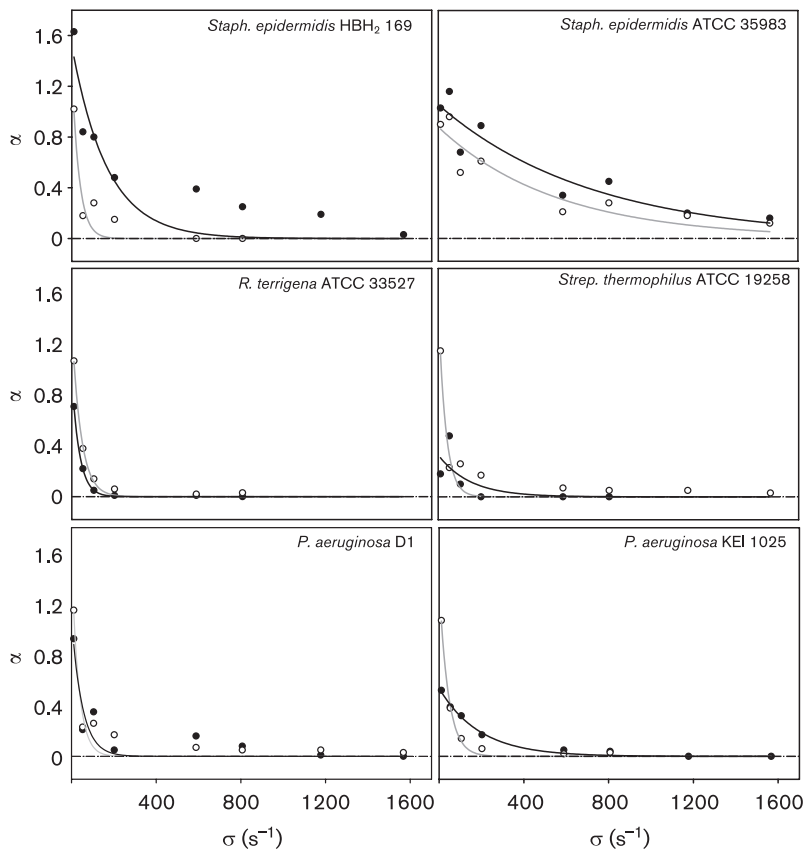 Staph. epidermidis HBH₂ 169
Staph. epidermidis ATCC 35983
1.6
1.2
0.8
0.4
0
α
R. terrigena ATCC 33527
Strep. thermophilus ATCC 19258
1.6
1.2
0.8
0.4
0
α
P. aeruginosa D1
P. aeruginosa KEI 1025
1.6
1.2
0.8
0.4
0
α
400 800 1200 1600
400 800 1200 1600
σ (s⁻¹)
σ (s⁻¹)